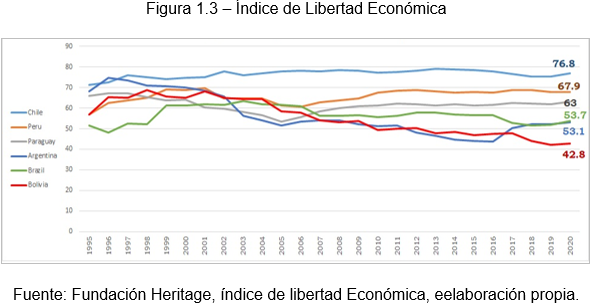 Figura 1.3 – Índice de Libertad Económica
90
80
70
60
50
40
30
20
10
0
76.8
67.9
63
53.7
53.1
42.8
Chile
Peru
Paraguay
Argentina
Brazil
Bolivia
1995 1996 1997 1998 1999 2000 2001 2002 2003 2004 2005 2006 2007 2008 2009 2010 2011 2012 2013 2014 2015 2016 2017 2018 2019 2020
Fuente: Fundación Heritage, índice de libertad Económica, eelaboración propia.